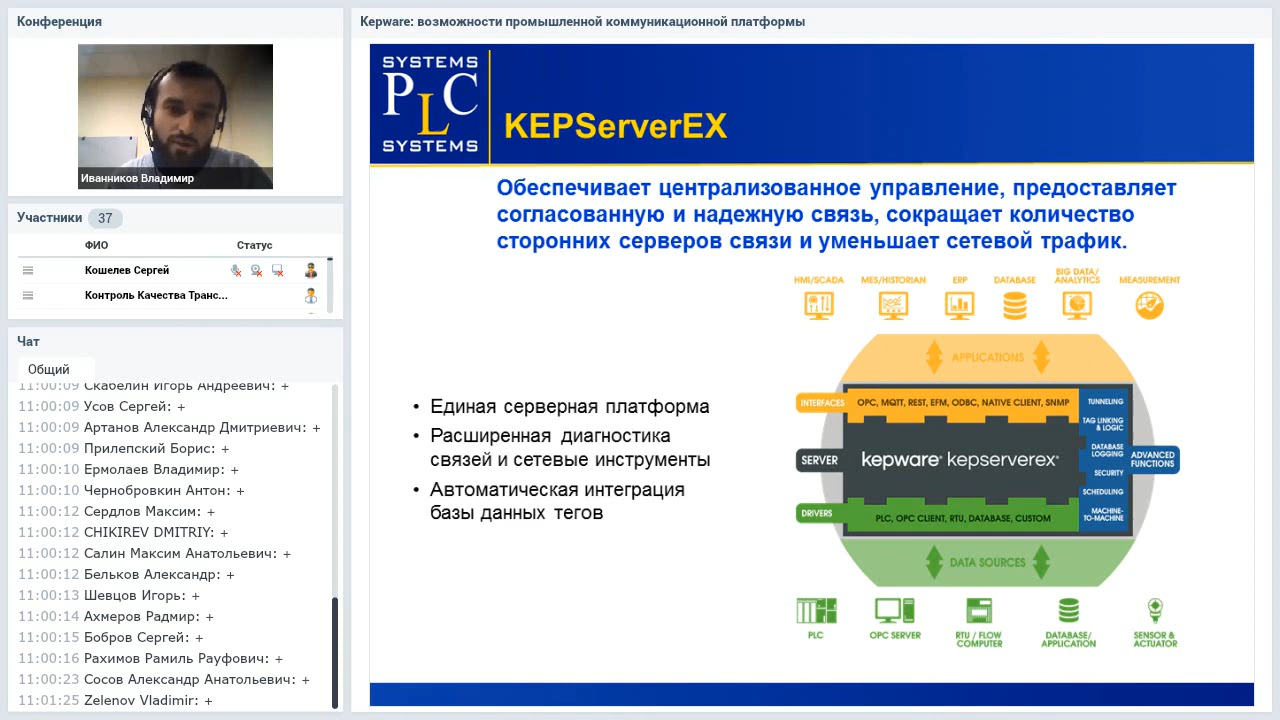 Конференция
Иванников Владимир
Участники 37
ФИО Статус
Кошелев Сергей
Контроль Качества Транс...
Чат
Общий
11:00:09 Скабелин Игорь Андреевич: +
11:00:09 Усов Сергей: +
11:00:09 Артанов Александр Дмитриевич: +
11:00:09 Прилепский Борис: +
11:00:10 Ермолаев Владимир: +
11:00:10 Чернобровкин Антон: +
11:00:12 Сердлов Максим: +
11:00:12 CHIKIREV DMITRIY: +
11:00:12 Салин Максим Анатольевич: +
11:00:12 Бельков Александр: +
11:00:13 Шевцов Игорь: +
11:00:14 Ахмеров Радмир: +
11:00:15 Бобров Сергей: +
11:00:16 Рахимов Рамиль Рауфович: +
11:00:23 Сосов Александр Анатольевич: +
11:01:25 Zelenov Vladimir: +
Kepware: возможности промышленной коммуникационной платформы
SYSTEMS
PLC
SYSTEMS
KEPServerEX
Обеспечивает централизованное управление, предоставляет
согласованную и надежную связь, сокращает количество
сторонних серверов связи и уменьшает сетевой трафик.
• Единая серверная платформа
• Расширенная диагностика
связей и сетевые инструменты
• Автоматическая интеграция
базы данных тегов
HMI/SCADA MES/HISTORIAN ERP DATABASE BIG DATA/
ANALYTICS MEASUREMENT
APPLICATIONS
INTERFACES OPC, MQTT, REST, EFM, ODBC, NATIVE CLIENT, SNMP
SERVER kepware® kepserverex®
DRIVERS PLC, OPC CLIENT, RTU, DATABASE, CUSTOM
TUNNELING
TAG LINKING
& LOGIC
DATABASE
LOGGING
SECURITY
SCHEDULING
MACHINE-
TO-MACHINE
ADVANCED
FUNCTIONS
DATA SOURCES
PLC OPC SERVER RTU / FLOW
COMPUTER DATABASE/
APPLICATION SENSOR &
ACTUATOR